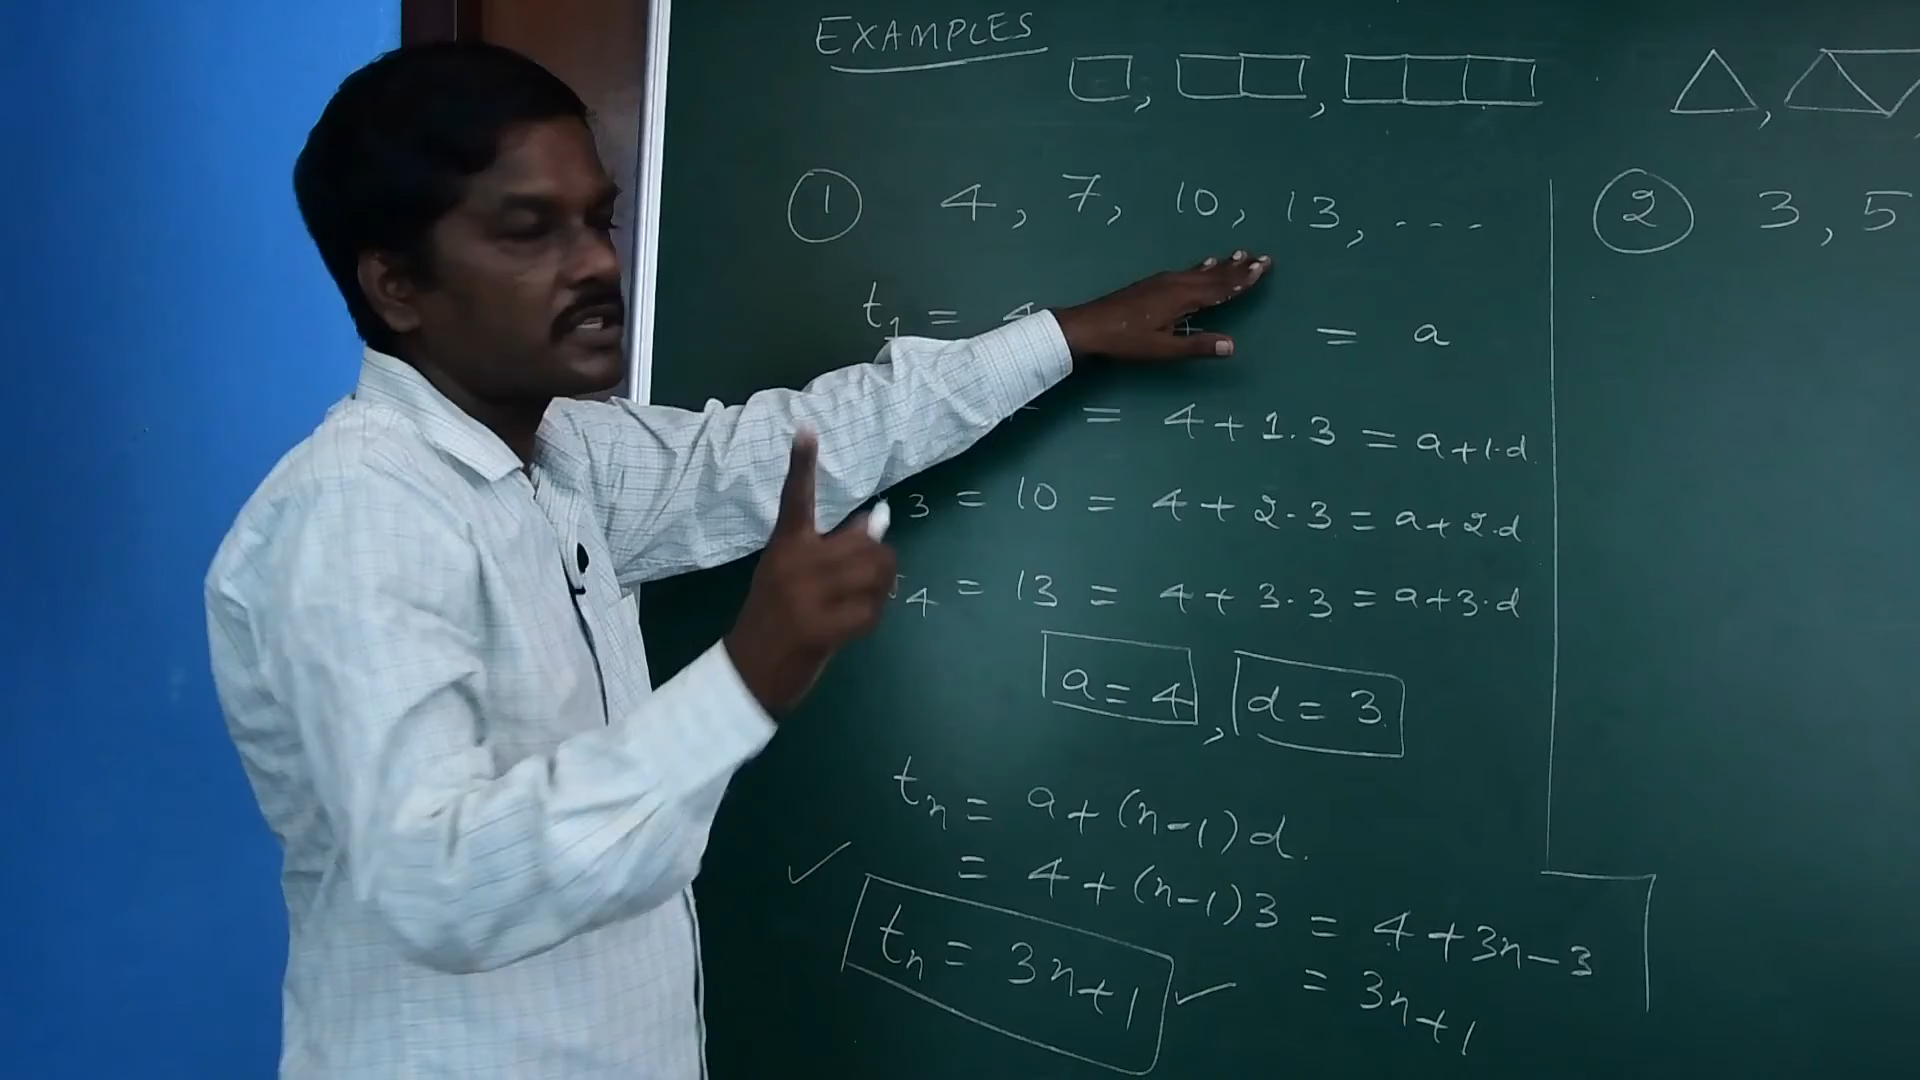 EXAMPLES
① 4, 7, 10, 13, ...
t₁ = 4 = a
= 4 + 1.3 = a+1.d
3 = 10 = 4 + 2.3 = a+2.d
4 = 13 = 4 + 3.3 = a+3.d
a = 4, d = 3
tₙ = a + (n-1)d.
= 4 + (n-1)3 = 4 + 3n - 3
tₙ = 3n+1
= 3n+1
② 3, 5